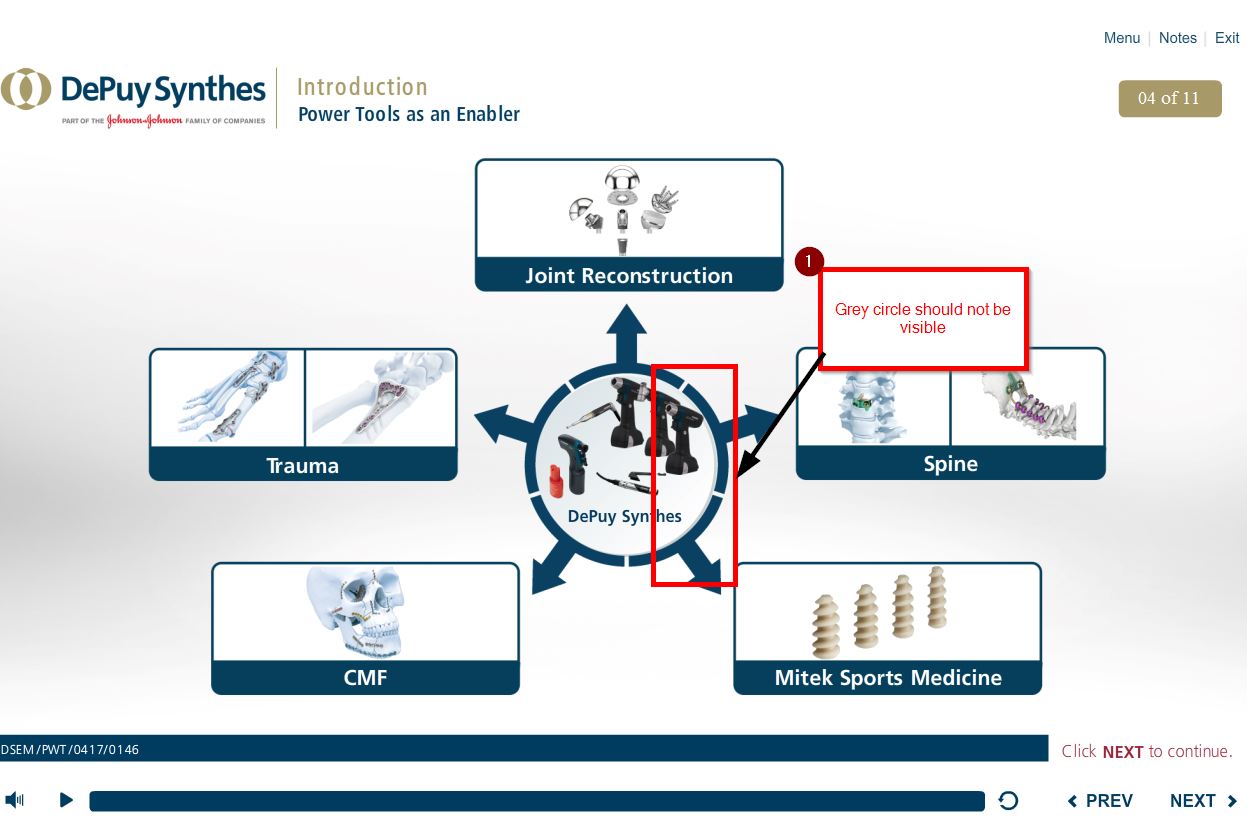 Menu | Notes | Exit
DePuy Synthes
PART OF THE Johnson & Johnson FAMILY OF COMPANIES
Introduction
Power Tools as an Enabler
04 of 11
Joint Reconstruction
1
Grey circle should not be
visible
Trauma
Spine
DePuy Synthes
CMF
Mitek Sports Medicine
DSEM/PWT/0417/0146
Click NEXT to continue.
PREV
NEXT